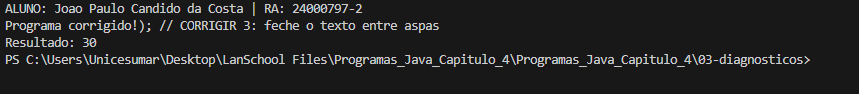 ALUNO: Joao Paulo Candido da Costa | RA: 24000797-2
Programa corrigido!); // CORRIGIR 3: feche o texto entre aspas
Resultado: 30
PS C:\Users\Unicesumar\Desktop\LanSchool Files\Programas_Java_Capitulo_4\Programas_Java_Capitulo_4\03-diagnosticos>